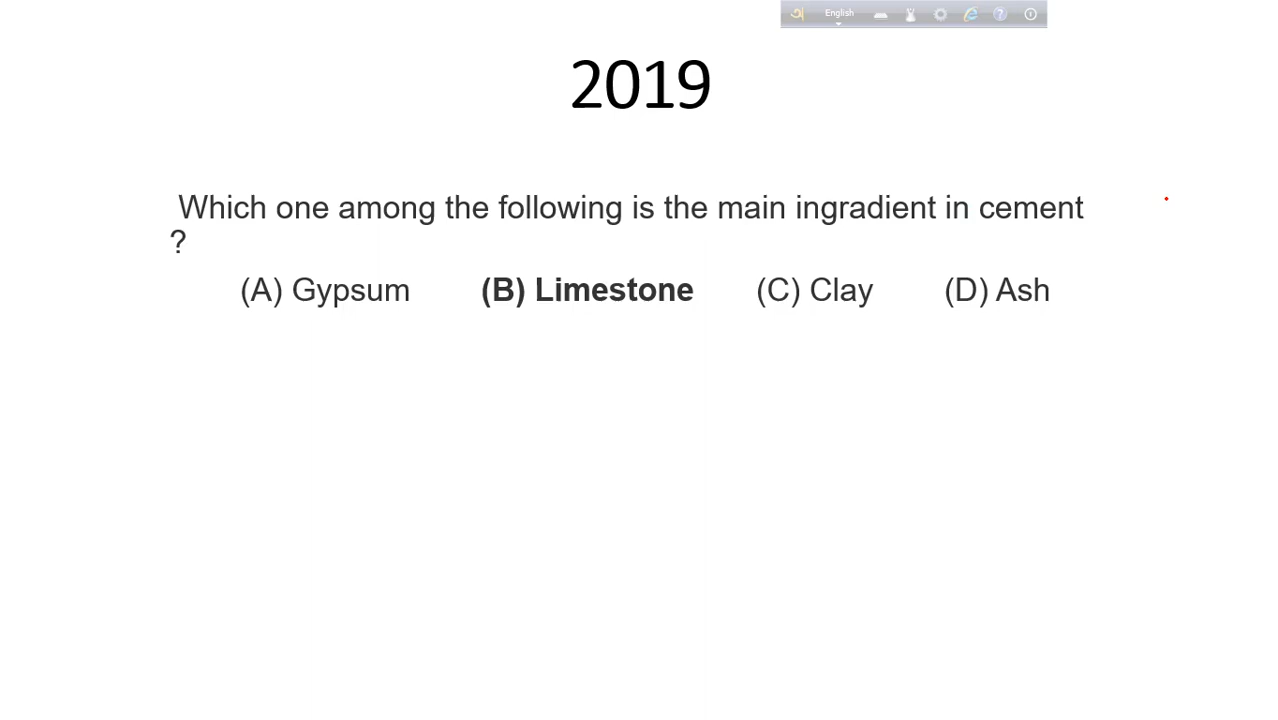 অ English
2019
Which one among the following is the main ingradient in cement
?
(A) Gypsum (B) Limestone (C) Clay (D) Ash